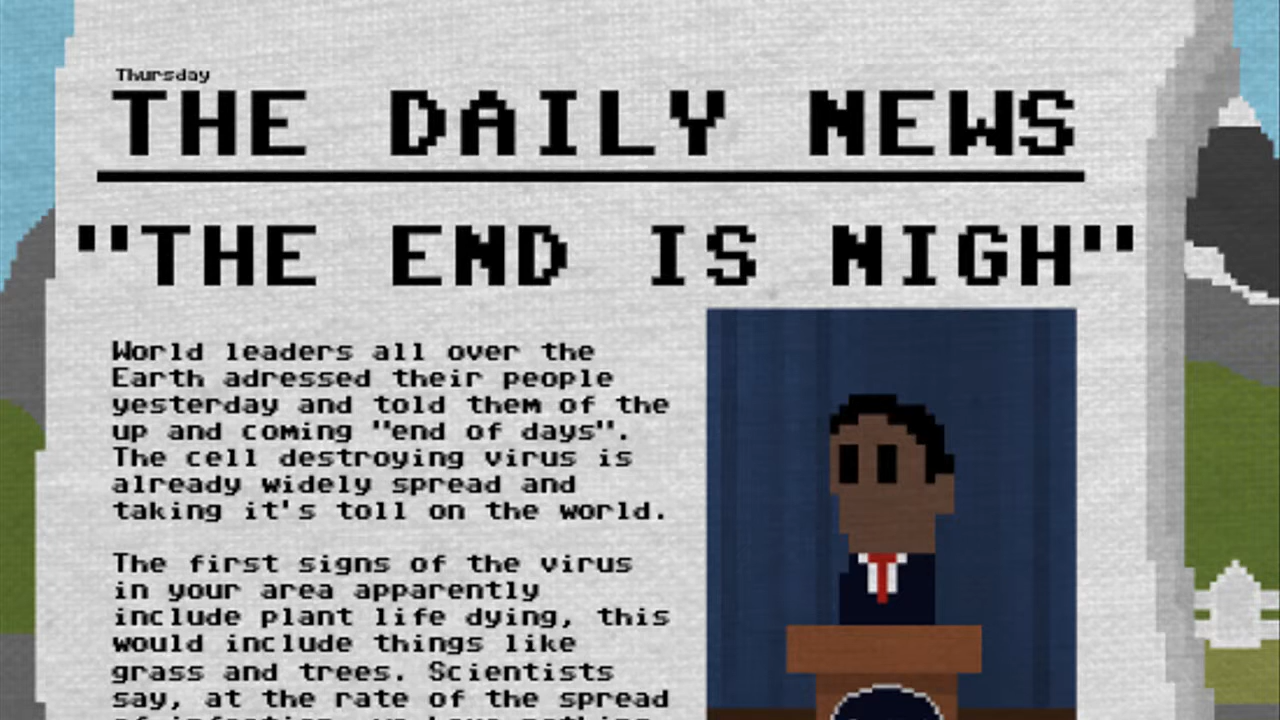 Thursday
THE DAILY NEWS
"THE END IS NIGH"
World leaders all over the
Earth adressed their people
yesterday and told them of the
up and coming "end of days".
The cell destroying virus is
already widely spread and
taking it's toll on the world.
The first signs of the virus
in your area apparently
include plant life dying, this
would include things like
grass and trees. Scientists
say, at the rate of the spread